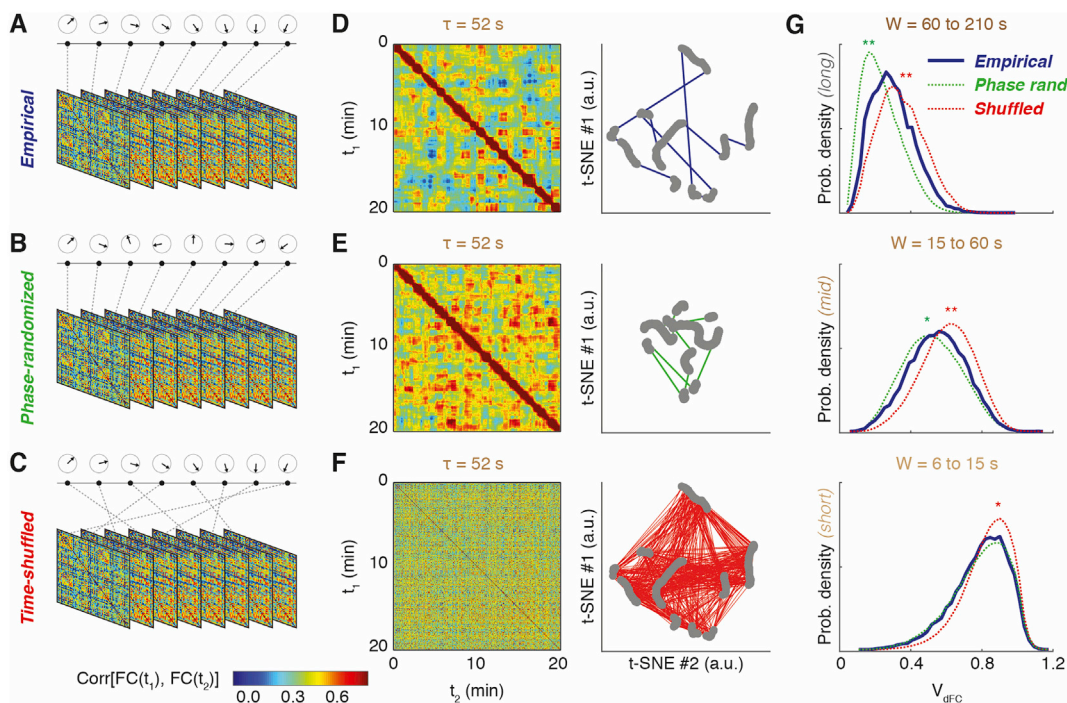 A
Empirical
B
Phase-randomized
C
Time-shuffled
Corr[FC(t₁), FC(t₂)]
0.0 0.3 0.6
D
τ = 52 s
0
10
20
t₁ (min)
t-SNE #1 (a.u.)
E
τ = 52 s
0
10
20
t₁ (min)
t-SNE #1 (a.u.)
F
τ = 52 s
0
10
20
t₁ (min)
0 10 20
t₂ (min)
t-SNE #1 (a.u.)
t-SNE #2 (a.u.)
G
W = 60 to 210 s
**
**
Empirical
Phase rand
Shuffled
Prob. density (long)
W = 15 to 60 s
*
**
Prob. density (mid)
W = 6 to 15 s
*
Prob. density (short)
0 0.4 0.8 1.2
V dFC